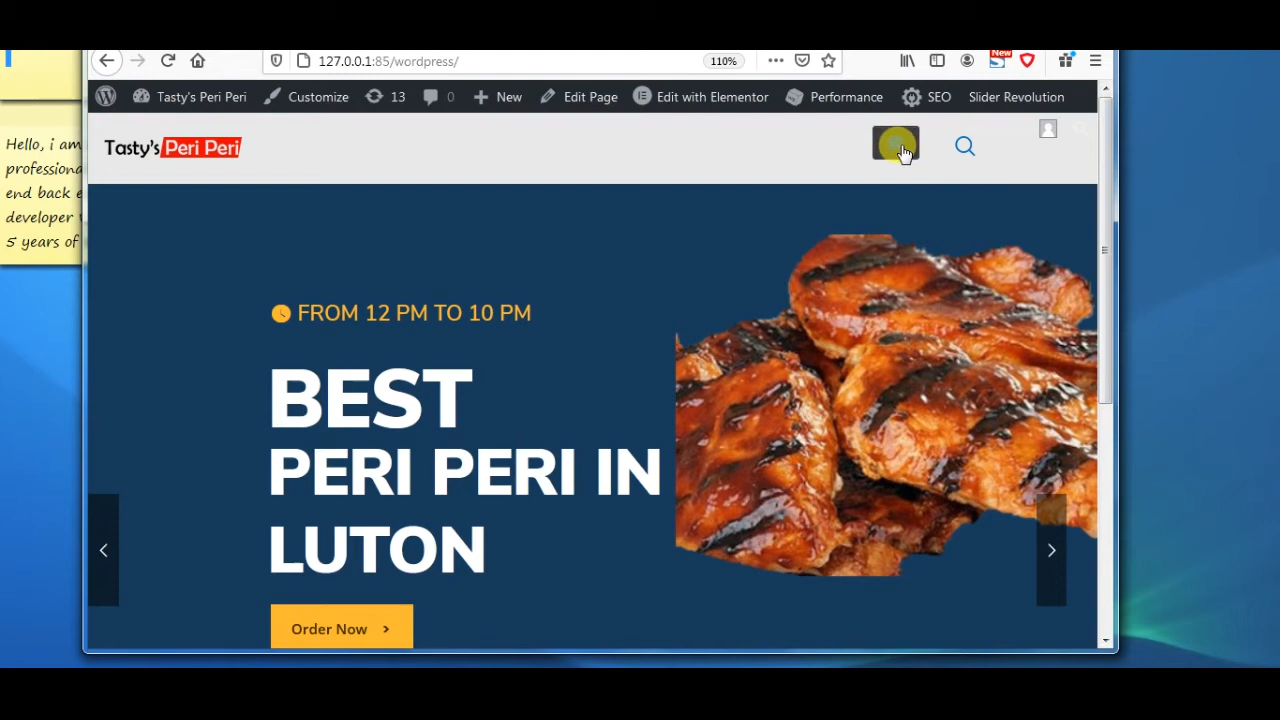 127.0.0.1:85/wordpress/
110%
New
Tasty's Peri Peri
Customize
13
0
New
Edit Page
Edit with Elementor
Performance
SEO
Slider Revolution
Tasty's Peri Peri
Hello, i am
professiona
end back e
developer
5 years of
FROM 12 PM TO 10 PM
BEST
PERI PERI IN
LUTON
Order Now